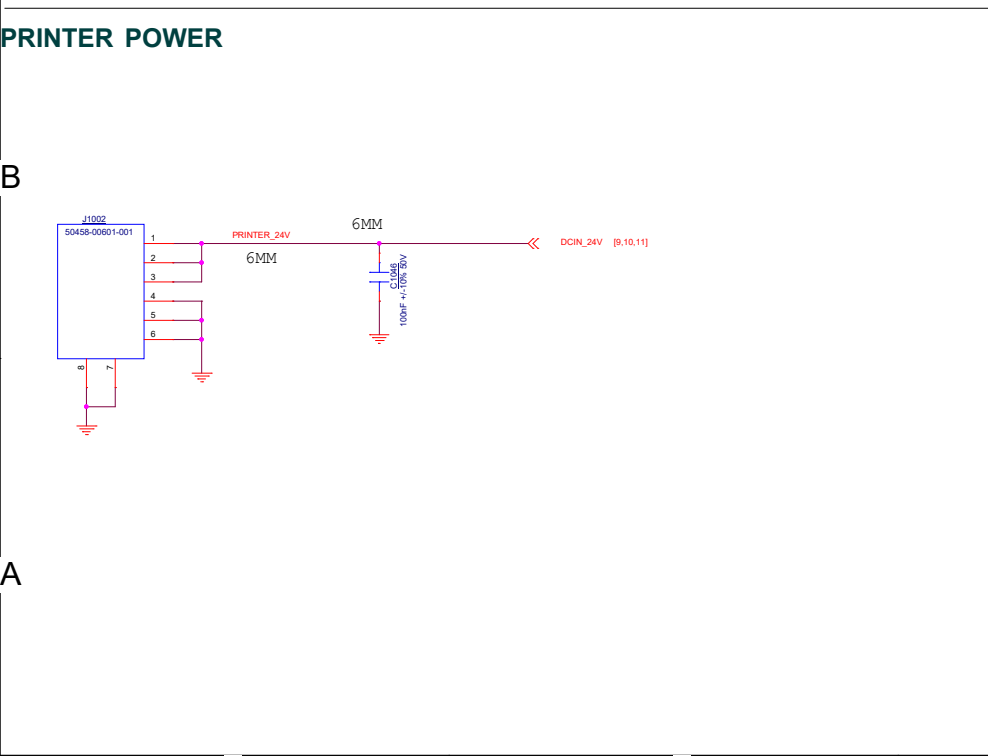 PRINTER POWER
B
J1002
50458-00601-001
1
2
3
4
5
6
8
7
PRINTER_24V
6MM
6MM
C1046
100nF +/-10% 50V
DCIN_24V [9,10,11]
A